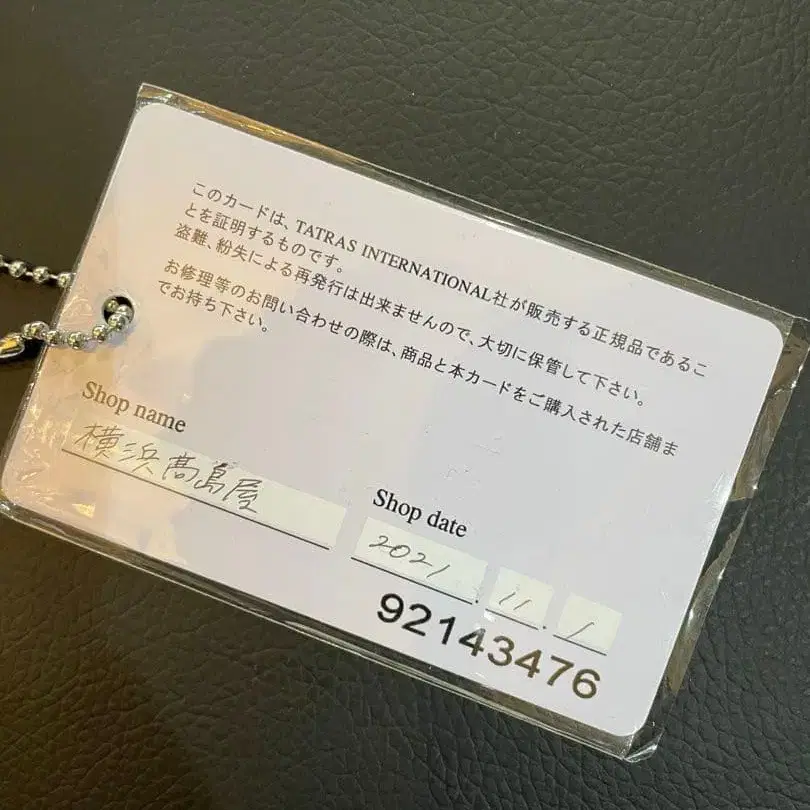 このカードは、TATRAS INTERNATIONAL社が販売する正規品であるこ
とを証明するものです。
盗難、紛失による再発行は出来ませんので、大切に保管して下さい。
お修理等のお問い合わせの際は、商品と本カードをご購入された店舗ま
でお持ち下さい。
Shop name
横浜髙島屋
Shop date
2021. 11. 1
92143476